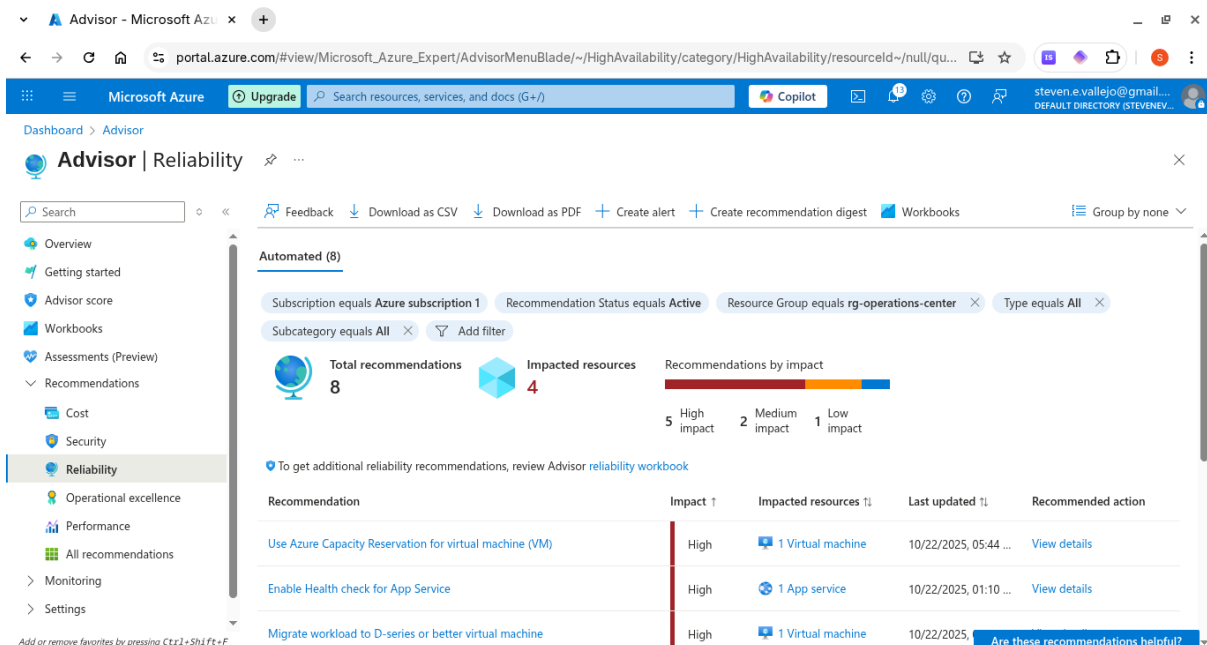 Advisor - Microsoft Azu
portal.azure.com/#view/Microsoft_Azure_Expert/AdvisorMenuBlade/~/HighAvailability/category/HighAvailability/resourceId~/null/qu...
Microsoft Azure
Upgrade
Search resources, services, and docs (G+/)
Copilot
13
steven.e.vallejo@gmail....
DEFAULT DIRECTORY (STEVENEV...
Dashboard > Advisor
Advisor | Reliability
Search
Feedback
Download as CSV
Download as PDF
Create alert
Create recommendation digest
Workbooks
Group by none
Overview
Getting started
Advisor score
Workbooks
Assessments (Preview)
Recommendations
Cost
Security
Reliability
Operational excellence
Performance
All recommendations
Monitoring
Settings
Add or remove favorites by pressing Ctrl+Shift+F
Automated (8)
Subscription equals Azure subscription 1
Recommendation Status equals Active
Resource Group equals rg-operations-center
Type equals All
Subcategory equals All
Add filter
Total recommendations
8
Impacted resources
4
Recommendations by impact
5 High impact
2 Medium impact
1 Low impact
To get additional reliability recommendations, review Advisor reliability workbook
Recommendation Impact ↑ Impacted resources ↑↓ Last updated ↑↓ Recommended action
Use Azure Capacity Reservation for virtual machine (VM) High 1 Virtual machine 10/22/2025, 05:44 ... View details
Enable Health check for App Service High 1 App service 10/22/2025, 01:10 ... View details
Migrate workload to D-series or better virtual machine High 1 Virtual machine 10/22/2025,
Are these recommendations helpful?